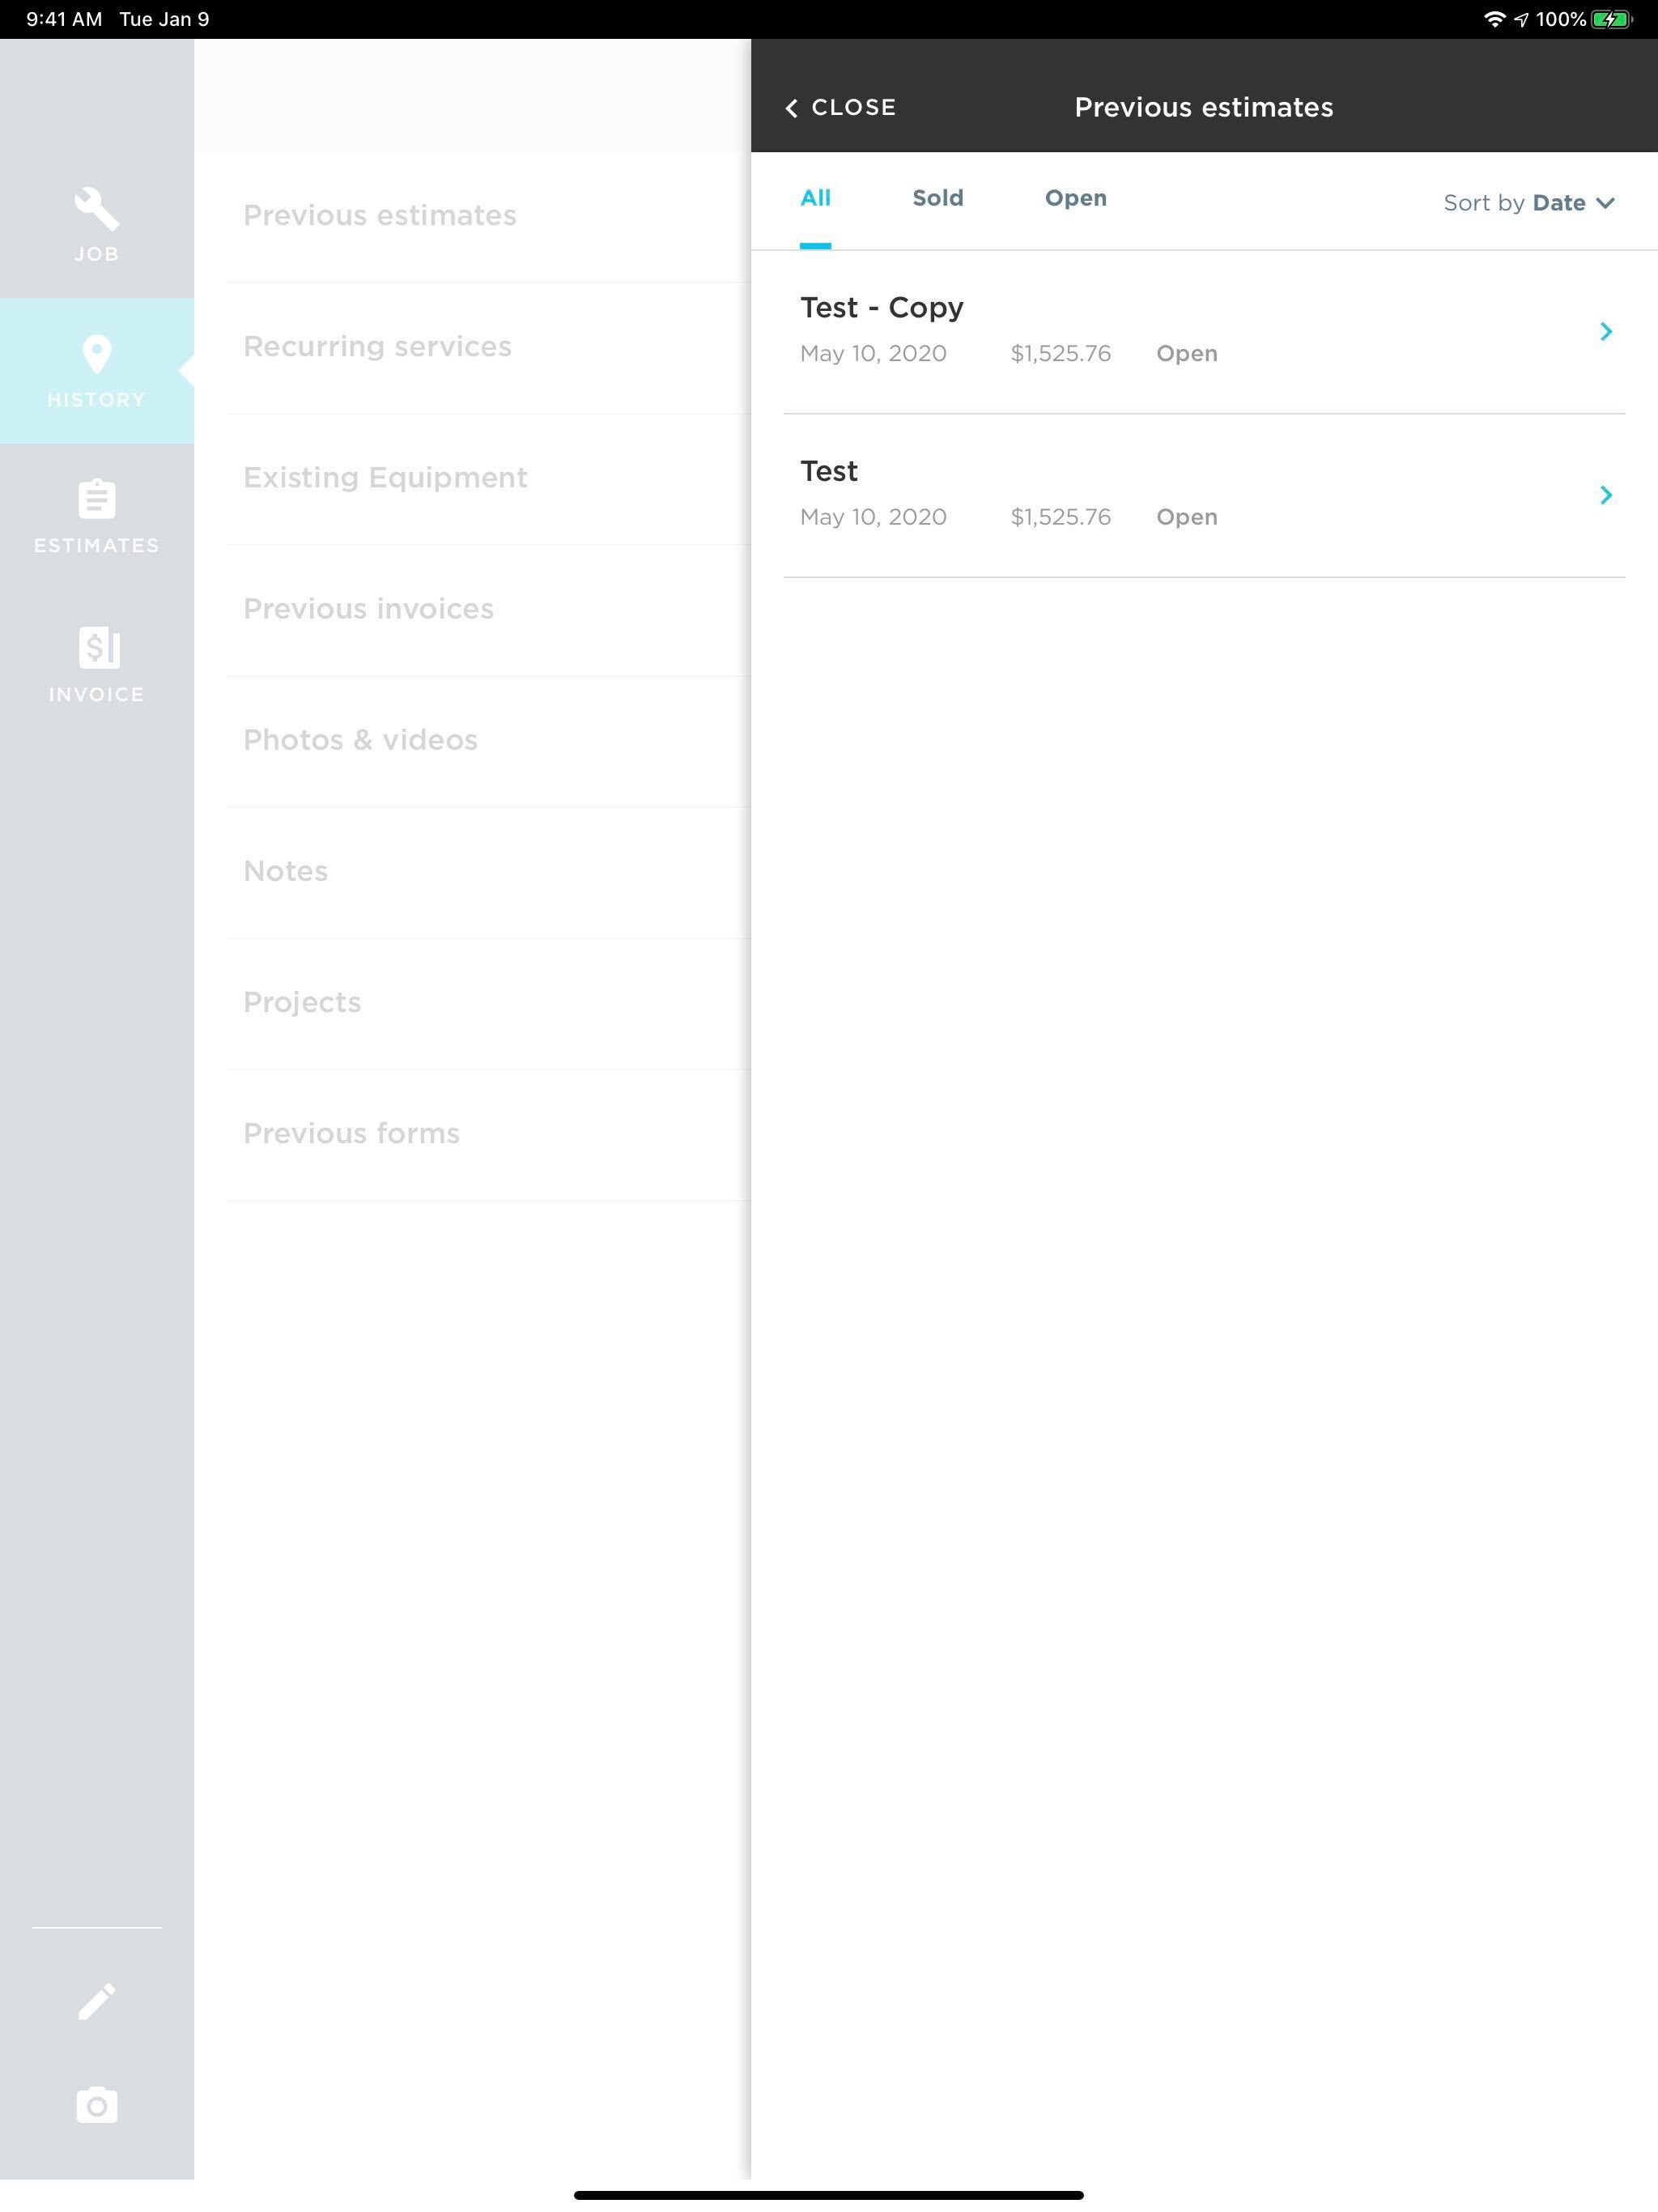 9:41 AM Tue Jan 9
100%
JOB
HISTORY
ESTIMATES
INVOICE
Previous estimates
Recurring services
Existing Equipment
Previous invoices
Photos & videos
Notes
Projects
Previous forms
CLOSE
Previous estimates
All Sold Open Sort by Date
Test - Copy
May 10, 2020 $1,525.76 Open
Test
May 10, 2020 $1,525.76 Open